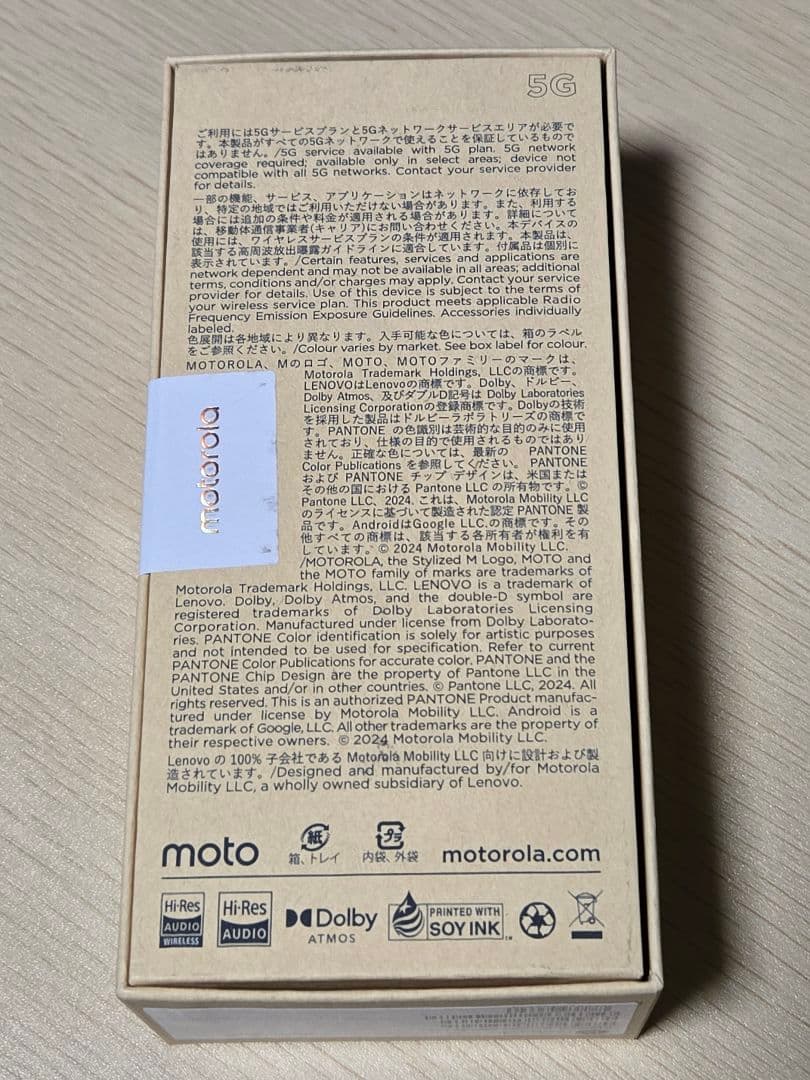 5G
ご利用には5Gサービスプランと5Gネットワークサービスエリアが必要で
す。本製品がすべての5Gネットワークで使えることを保証しているもので
はありません。/5G service available with 5G plan. 5G network
coverage required; available only in select areas; device not
compatible with all 5G networks. Contact your service provider
for details.
一部の機能、サービス、アプリケーションはネットワークに依存してお
り、特定の地域ではご利用いただけない場合があります。また、利用する
場合には追加の条件や料金が適用される場合があります。詳細について
は、移動体通信事業者(キャリア)にお問い合わせください。本デバイスの
使用には、ワイヤレスサービスプランの条件が適用されます。本製品は、
該当する高周波放出曝露ガイドラインに適合しています。付属品は個別に
表示されています。/Certain features, services and applications are
network dependent and may not be available in all areas; additional
terms, conditions and/or charges may apply. Contact your service
provider for details. Use of this device is subject to the terms of
your wireless service plan. This product meets applicable Radio
Frequency Emission Exposure Guidelines. Accessories individually
labeled.
色展開は各地域により異なります。入手可能な色については、箱のラベル
をご参照ください。/Colour varies by market. See box label for colour.
MOTOROLA、Mのロゴ、MOTO、MOTOファミリーのマークは、
Motorola Trademark Holdings, LLCの商標です。
LENOVOはLenovoの商標です。Dolby、ドルビー、
Dolby Atmos、及びダブルD記号は Dolby Laboratories
Licensing Corporationの登録商標です。Dolbyの技術
を採用した製品はドルビーラボラトリーズの商標で
す。PANTONE の色識別は芸術的な目的のみに使用
されており、仕様の目的で使用されるものではあり
ません。正確な色については、最新の PANTONE
Color Publications を参照してください。 PANTONE
および PANTONE チップ デザインは、米国または
その他の国における Pantone LLC の所有物です。©
Pantone LLC、2024. これは、Motorola Mobility LLC
のライセンスに基づいて製造された認定 PANTONE 製
品です。AndroidはGoogle LLC.の商標です。その
他すべての商標は、該当する各所有者が権利を有
しています。© 2024 Motorola Mobility LLC.
/MOTOROLA, the Stylized M Logo, MOTO and
the MOTO family of marks are trademarks of
Motorola Trademark Holdings, LLC. LENOVO is a trademark of
Lenovo. Dolby, Dolby Atmos, and the double-D symbol are
registered trademarks of Dolby Laboratories Licensing
Corporation. Manufactured under license from Dolby Laborato-
ries. PANTONE Color identification is solely for artistic purposes
and not intended to be used for specification. Refer to current
PANTONE Color Publications for accurate color. PANTONE and the
PANTONE Chip Design are the property of Pantone LLC in the
United States and/or in other countries. © Pantone LLC, 2024. All
rights reserved. This is an authorized PANTONE Product manufac-
tured under license by Motorola Mobility LLC. Android is a
trademark of Google, LLC. All other trademarks are the property of
their respective owners. © 2024 Motorola Mobility LLC.
Lenovo の 100% 子会社である Motorola Mobility LLC 向けに設計および製
造されています。/Designed and manufactured by/for Motorola
Mobility LLC, a wholly owned subsidiary of Lenovo.
motorola
moto
紙
箱、トレイ
プラ
内袋、外袋
motorola.com
Hi-Res
AUDIO
WIRELESS
Hi-Res
AUDIO
Dolby
ATMOS
PRINTED WITH
SOY INK™